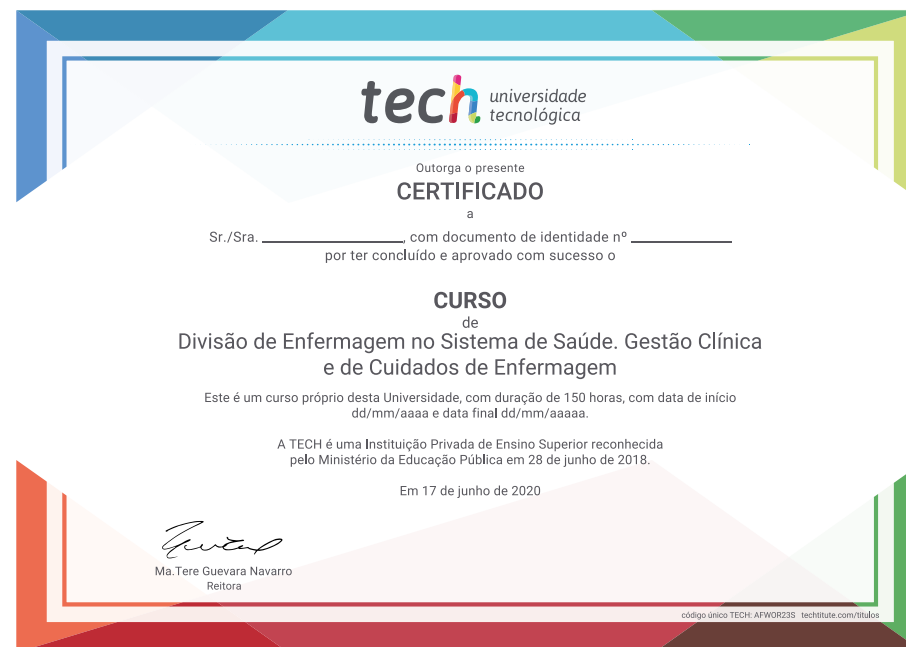 tech universidade
tecnológica
Outorga o presente
CERTIFICADO
a
Sr./Sra. ____________, com documento de identidade nº ____________
por ter concluído e aprovado com sucesso o
CURSO
de
Divisão de Enfermagem no Sistema de Saúde. Gestão Clínica
e de Cuidados de Enfermagem
Este é um curso próprio desta Universidade, com duração de 150 horas, com data de início
dd/mm/aaaa e data final dd/mm/aaaaa.
A TECH é uma Instituição Privada de Ensino Superior reconhecida
pelo Ministério da Educação Pública em 28 de junho de 2018.
Em 17 de junho de 2020
Ma.Tere Guevara Navarro
Reitora
código único TECH: AFWOR23S techtitute.com/títulos